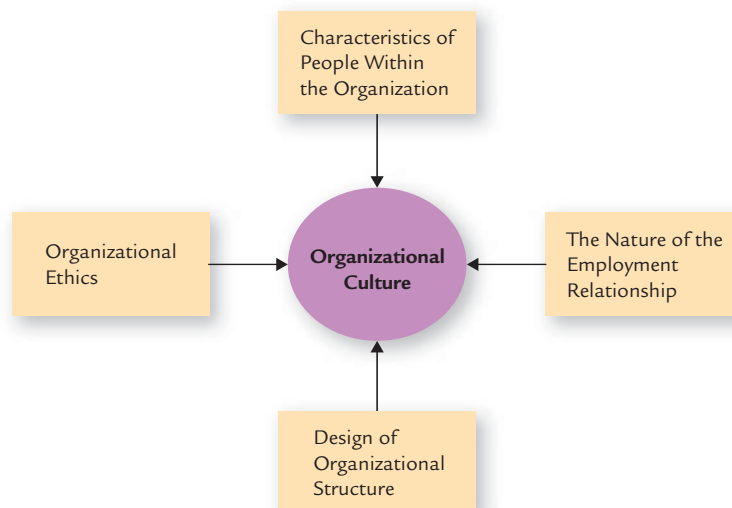 Characteristics of
People Within
the Organization
Organizational
Ethics
Organizational
Culture
The Nature of the
Employment
Relationship
Design of
Organizational
Structure